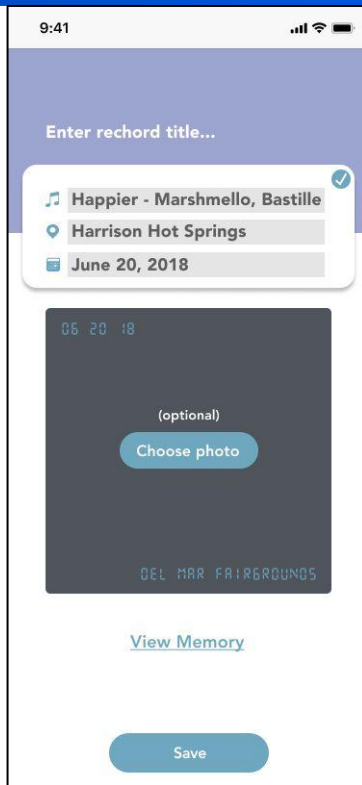 9:41
Enter rechord title...
Happier - Marshmello, Bastille
Harrison Hot Springs
June 20, 2018
06 20 18
(optional)
Choose photo
DEL MAR FAIRGROUNDS
View Memory
Save